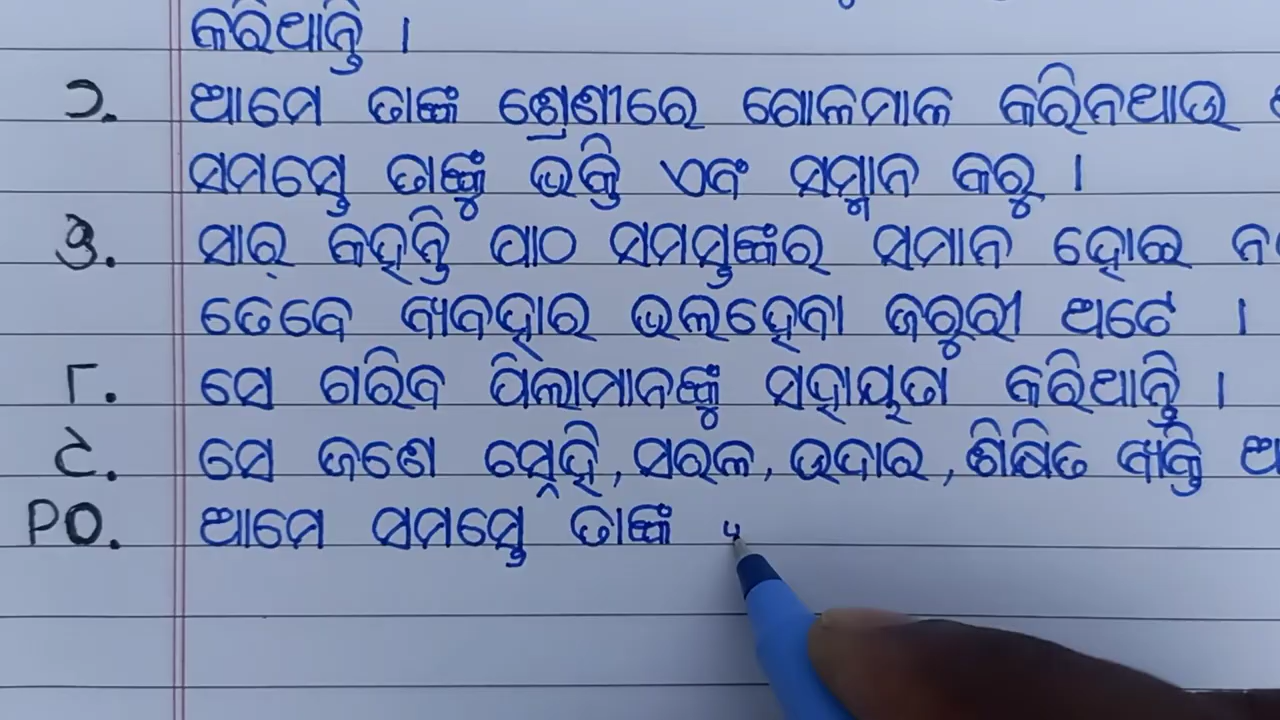 କରିଥାନ୍ତି ।
୬. ଆମେ ତାଙ୍କ ଶ୍ରେଣୀରେ ଗୋଳମାଳ କରିନଥାଉ
ସମସ୍ତେ ତାଙ୍କୁ ଭକ୍ତି ଏବଂ ସମ୍ମାନ କରୁ ।
୭. ସାର୍ କହନ୍ତି ପାଠ ସମସ୍ତଙ୍କର ସମାନ ହୋଇ
ତେବେ ବ୍ୟବହାର ଭଲହେବା ଜରୁରୀ ଅଟେ ।
୮. ସେ ଗରିବ ପିଲାମାନଙ୍କୁ ସହାୟତା କରିଥାନ୍ତି ।
୯. ସେ ଜଣେ ସ୍ନେହି, ସରଳ, ଉଦାର, ଶିକ୍ଷିତ ବ୍ୟକ୍ତି
୧୦. ଆମେ ସମସ୍ତେ ତାଙ୍କ